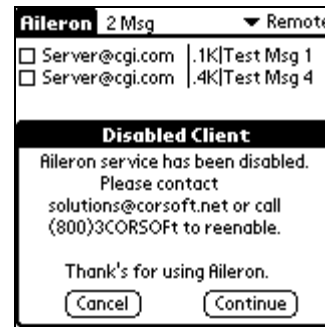 Aileron 2 Msg Remote
Server@cgi.com .1K|Test Msg 1
Server@cgi.com .4K|Test Msg 4
Disabled Client
Aileron service has been disabled.
Please contact
solutions@corsoft.net or call
(800)3CORSOFt to reenable.
Thank's for using Aileron.
Cancel Continue